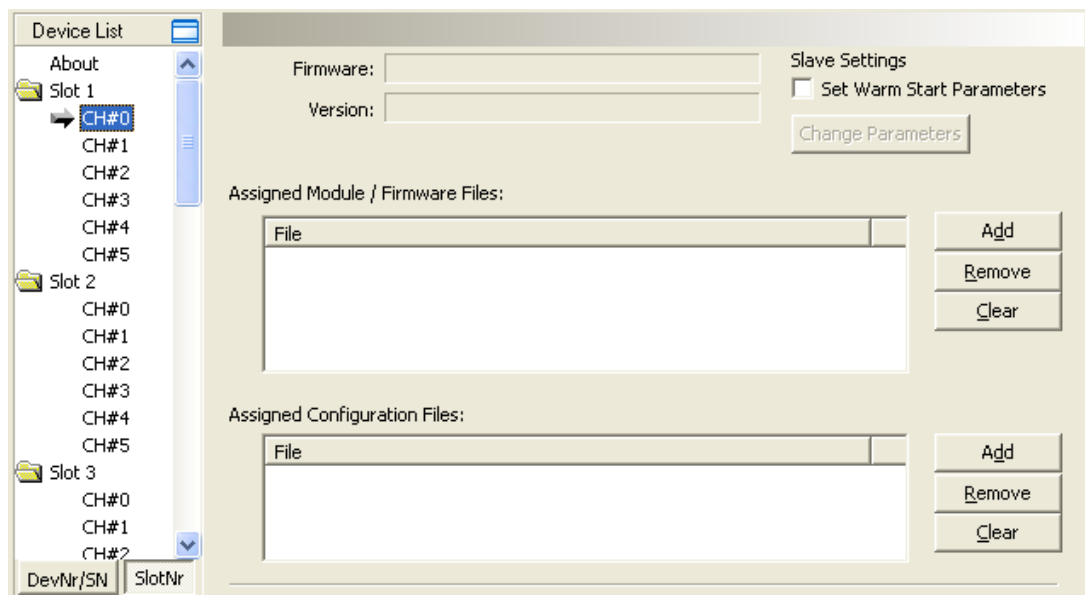 Device List
About
Slot 1
CH#0
CH#1
CH#2
CH#3
CH#4
CH#5
Slot 2
CH#0
CH#1
CH#2
CH#3
CH#4
CH#5
Slot 3
CH#0
CH#1
CH#2
DevNr/SN
SlotNr
Firmware:
Version:
Slave Settings
Set Warm Start Parameters
Change Parameters
Assigned Module / Firmware Files:
File
Add
Remove
Clear
Assigned Configuration Files:
File
Add
Remove
Clear